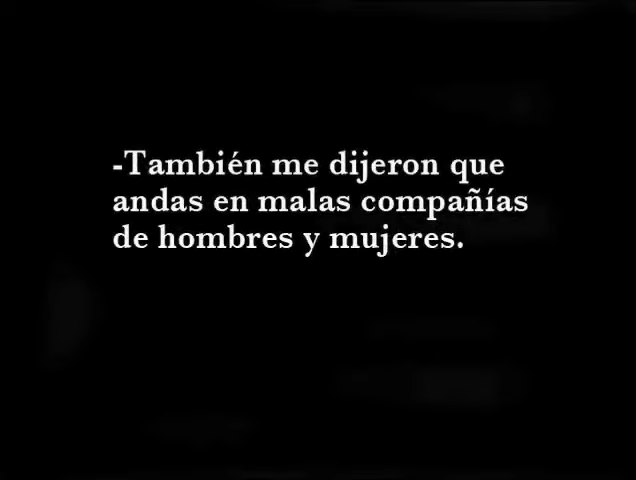 -También me dijeron que
andas en malas compañías
de hombres y mujeres.